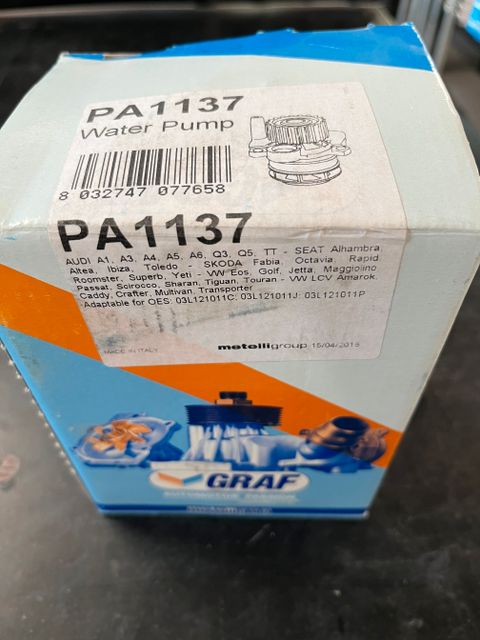 PA1137
Water Pump
8 032747 077658
PA1137
AUDI A1, A3, A4, A5, A6, Q3, Q5, TT - SEAT Alhambra,
Altea, Ibiza, Toledo - SKODA Fabia, Octavia, Rapid
Roomster, Superb, Yeti - VW Eos, Golf, Jetta, Maggiolino
Passat, Scirocco, Sharan, Tiguan, Touran - VW LCV Amarok,
Caddy, Crafter, Multivan, Transporter
Adaptable for OES: 03L121011C; 03L121011J; 03L121011P
MADE IN ITALY
metelligroup 15/04/2016
GRAF